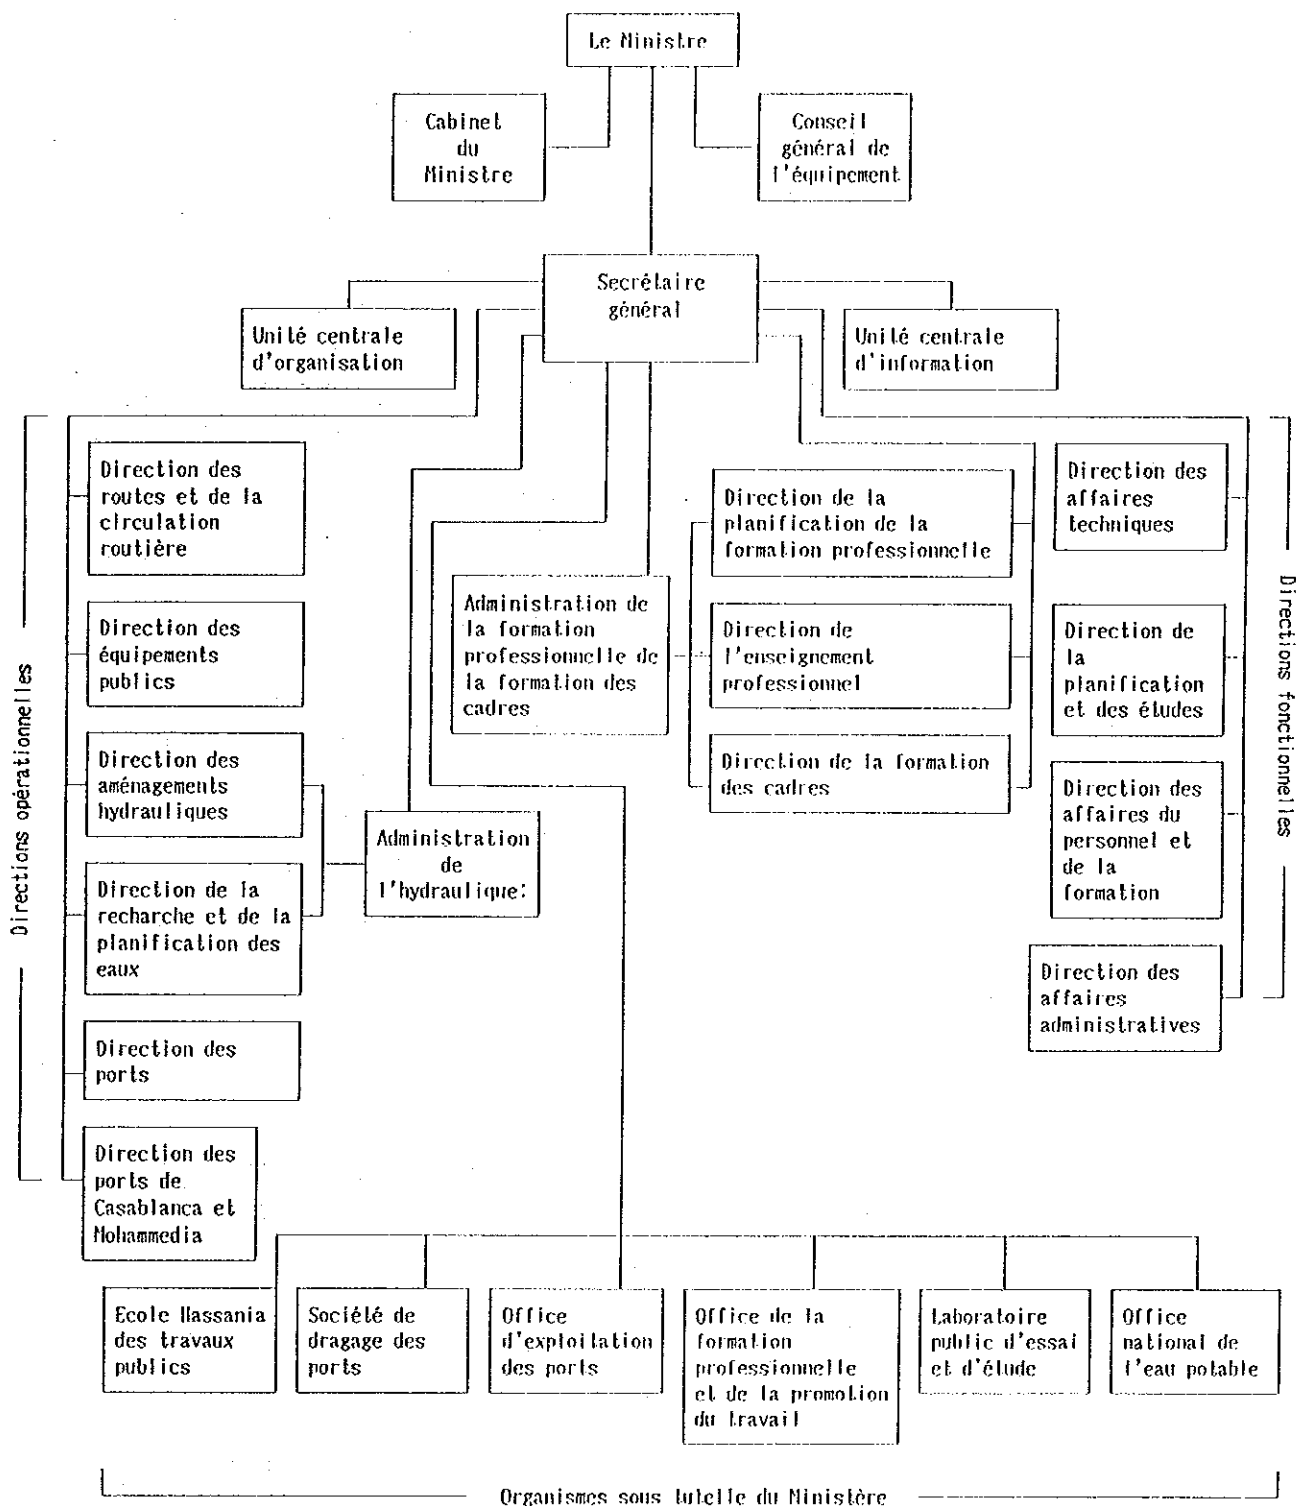 Le Ministre
Cabinet
du
Ministre
Conseil
général de
l'équipement
Secrétaire
général
Unité centrale
d'organisation
Unité centrale
d'information
Directions opérationnelles
Direction des
routes et de la
circulation
routière
Direction des
équipements
publics
Direction des
aménagements
hydrauliques
Direction de la
recharche et de la
planification des
eaux
Direction des
ports
Direction des
ports de
Casablanca et
Mohammedia
Administration
de
l'hydraulique:
Administration de
la formation
professionnelle de
la formation des
cadres
Direction de la
planification de la
formation professionnelle
Direction de
l'enseignement
professionnel
Direction de la formation
des cadres
Direction des
affaires
techniques
Direction de
la
planification
et des études
Direction des
affaires du
personnel et
de la
formation
Direction des
affaires
administratives
Directions fonctionnelles
Ecole Hassania
des travaux
publics
Société de
dragage des
ports
Office
d'exploitation
des ports
Office de la
formation
professionnelle
et de la promotion
du travail
Laboratoire
public d'essai
et d'étude
Office
national de
l'eau potable
Organismes sous tutelle du Ministère